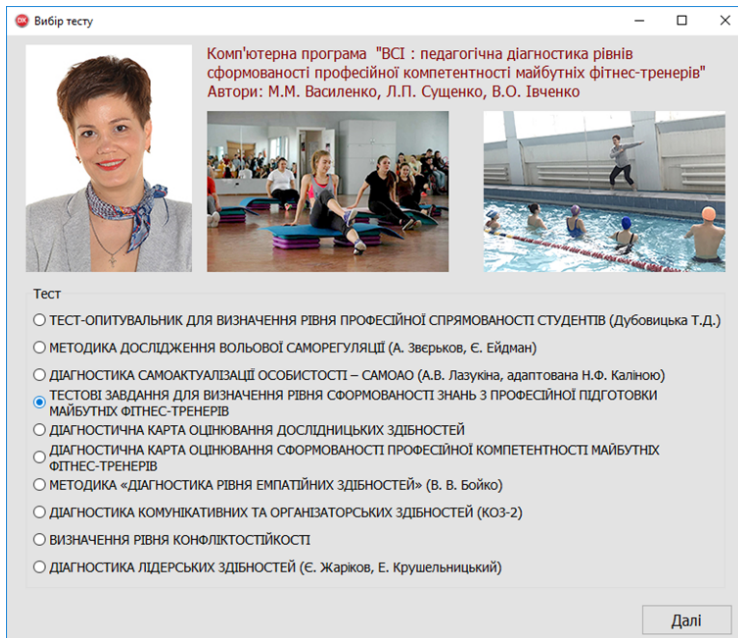 Вибір тесту
Комп'ютерна програма "ВСІ : педагогічна діагностика рівнів
сформованості професійної компетентності майбутніх фітнес-тренерів"
Автори: М.М. Василенко, Л.П. Сущенко, В.О. Івченко
Тест
ТЕСТ-ОПИТУВАЛЬНИК ДЛЯ ВИЗНАЧЕННЯ РІВНЯ ПРОФЕСІЙНОЇ СПРЯМОВАНОСТІ СТУДЕНТІВ (Дубовицька Т.Д.)
МЕТОДИКА ДОСЛІДЖЕННЯ ВОЛЬОВОЇ САМОРЕГУЛЯЦІЇ (А. Звєрьков, Є. Ейдман)
ДІАГНОСТИКА САМОАКТУАЛІЗАЦІЇ ОСОБИСТОСТІ – САМОАО (А.В. Лазукіна, адаптована Н.Ф. Каліною)
ТЕСТОВІ ЗАВДАННЯ ДЛЯ ВИЗНАЧЕННЯ РІВНЯ СФОРМОВАНОСТІ ЗНАНЬ З ПРОФЕСІЙНОЇ ПІДГОТОВКИ
МАЙБУТНІХ ФІТНЕС-ТРЕНЕРІВ
ДІАГНОСТИЧНА КАРТА ОЦІНЮВАННЯ ДОСЛІДНИЦЬКИХ ЗДІБНОСТЕЙ
ДІАГНОСТИЧНА КАРТА ОЦІНЮВАННЯ СФОРМОВАНОСТІ ПРОФЕСІЙНОЇ КОМПЕТЕНТНОСТІ МАЙБУТНІХ
ФІТНЕС-ТРЕНЕРІВ
МЕТОДИКА «ДІАГНОСТИКА РІВНЯ ЕМПАТІЙНИХ ЗДІБНОСТЕЙ» (В. В. Бойко)
ДІАГНОСТИКА КОМУНІКАТИВНИХ ТА ОРГАНІЗАТОРСЬКИХ ЗДІБНОСТЕЙ (КОЗ-2)
ВИЗНАЧЕННЯ РІВНЯ КОНФЛІКТОСТІЙКОСТІ
ДІАГНОСТИКА ЛІДЕРСЬКИХ ЗДІБНОСТЕЙ (Є. Жаріков, Е. Крушельницький)
Далі